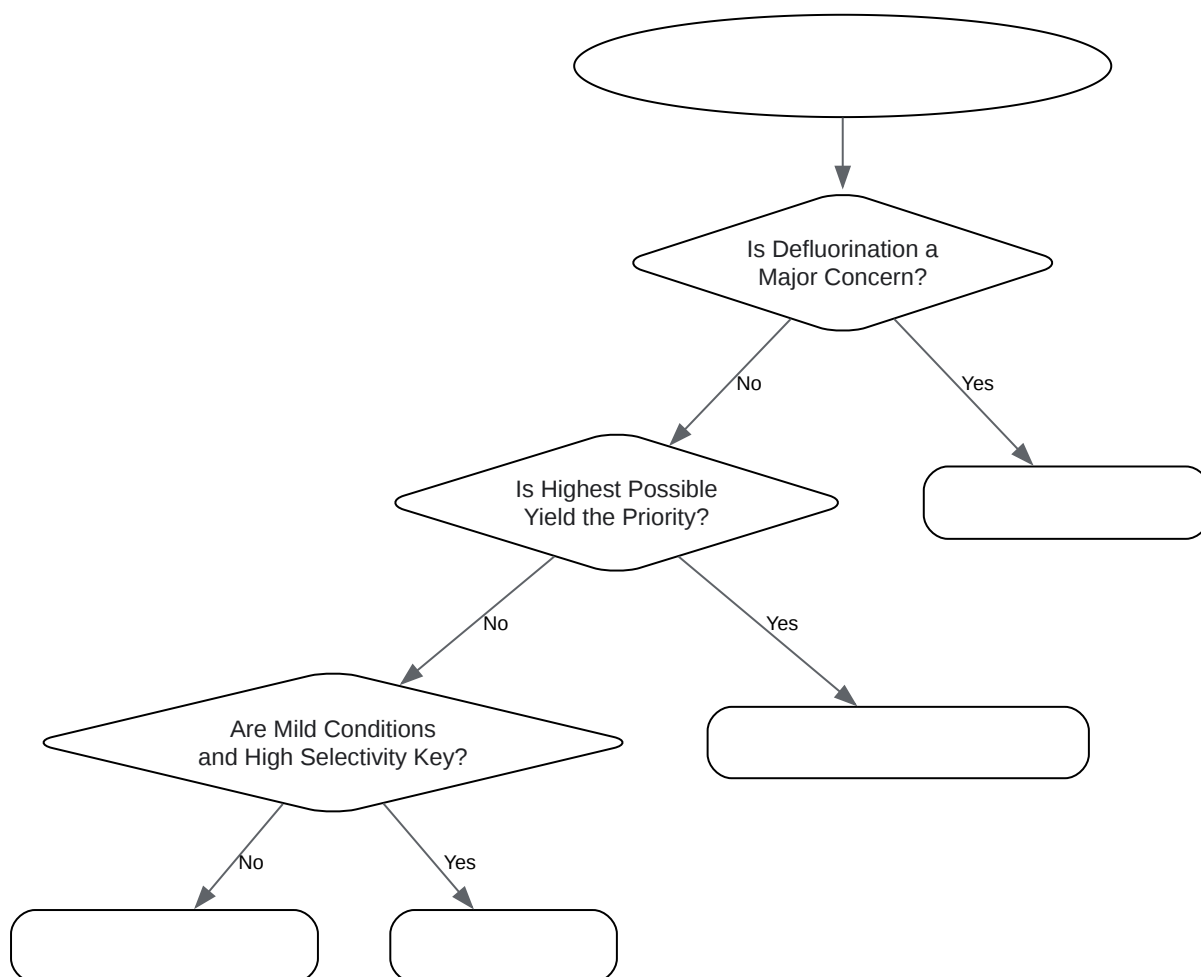 Is Defluorination a
Major Concern?
No
Yes
Is Highest Possible
Yield the Priority?
No
Yes
Are Mild Conditions
and High Selectivity Key?
No
Yes